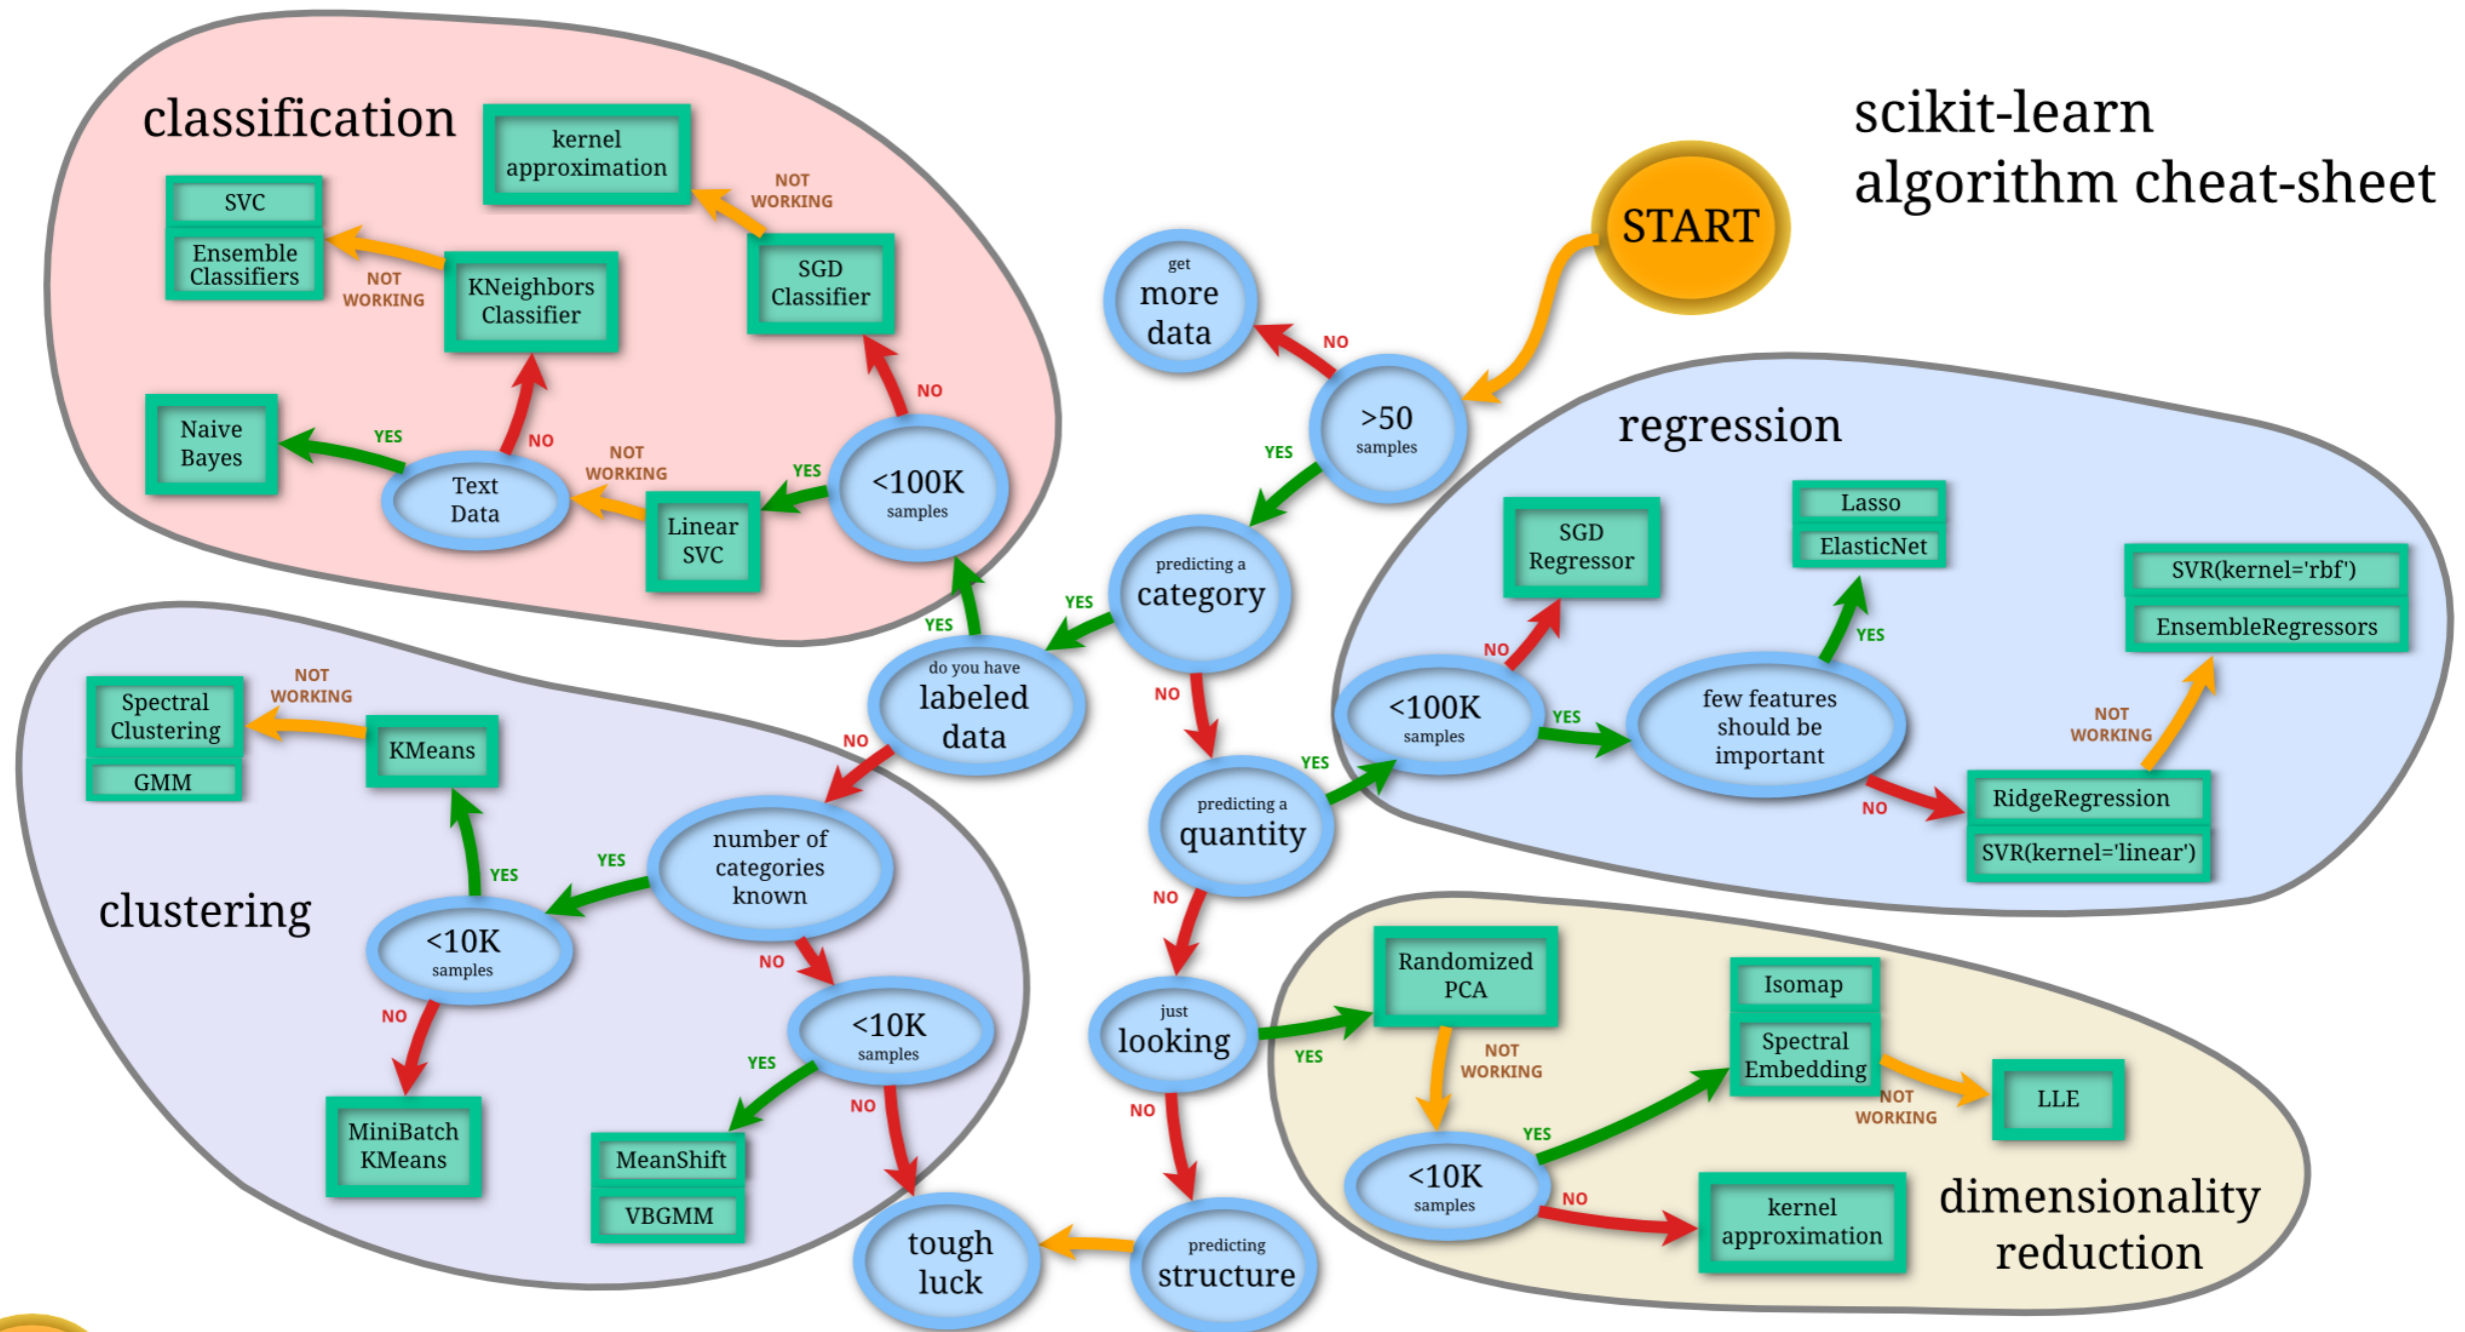 scikit-learn
algorithm cheat-sheet
START
>50
samples
NO
get
more
data
YES
predicting a
category
YES
NO
do you have
labeled
data
YES
NO
classification
<100K
samples
NO
SGD
Classifier
NOT
WORKING
kernel
approximation
YES
Linear
SVC
NOT
WORKING
Text
Data
YES
Naive
Bayes
NO
KNeighbors
Classifier
NOT
WORKING
SVC
Ensemble
Classifiers
clustering
number of
categories
known
YES
<10K
samples
YES
KMeans
NOT
WORKING
Spectral
Clustering
GMM
NO
MiniBatch
KMeans
NO
<10K
samples
YES
MeanShift
VBGMM
NO
tough
luck
predicting a
quantity
YES
NO
regression
<100K
samples
NO
SGD
Regressor
YES
few features
should be
important
YES
Lasso
ElasticNet
NO
RidgeRegression
SVR(kernel='linear')
NOT
WORKING
SVR(kernel='rbf')
EnsembleRegressors
just
looking
YES
NO
predicting
structure
dimensionality
reduction
Randomized
PCA
NOT
WORKING
<10K
samples
YES
Isomap
Spectral
Embedding
NOT
WORKING
LLE
NO
kernel
approximation